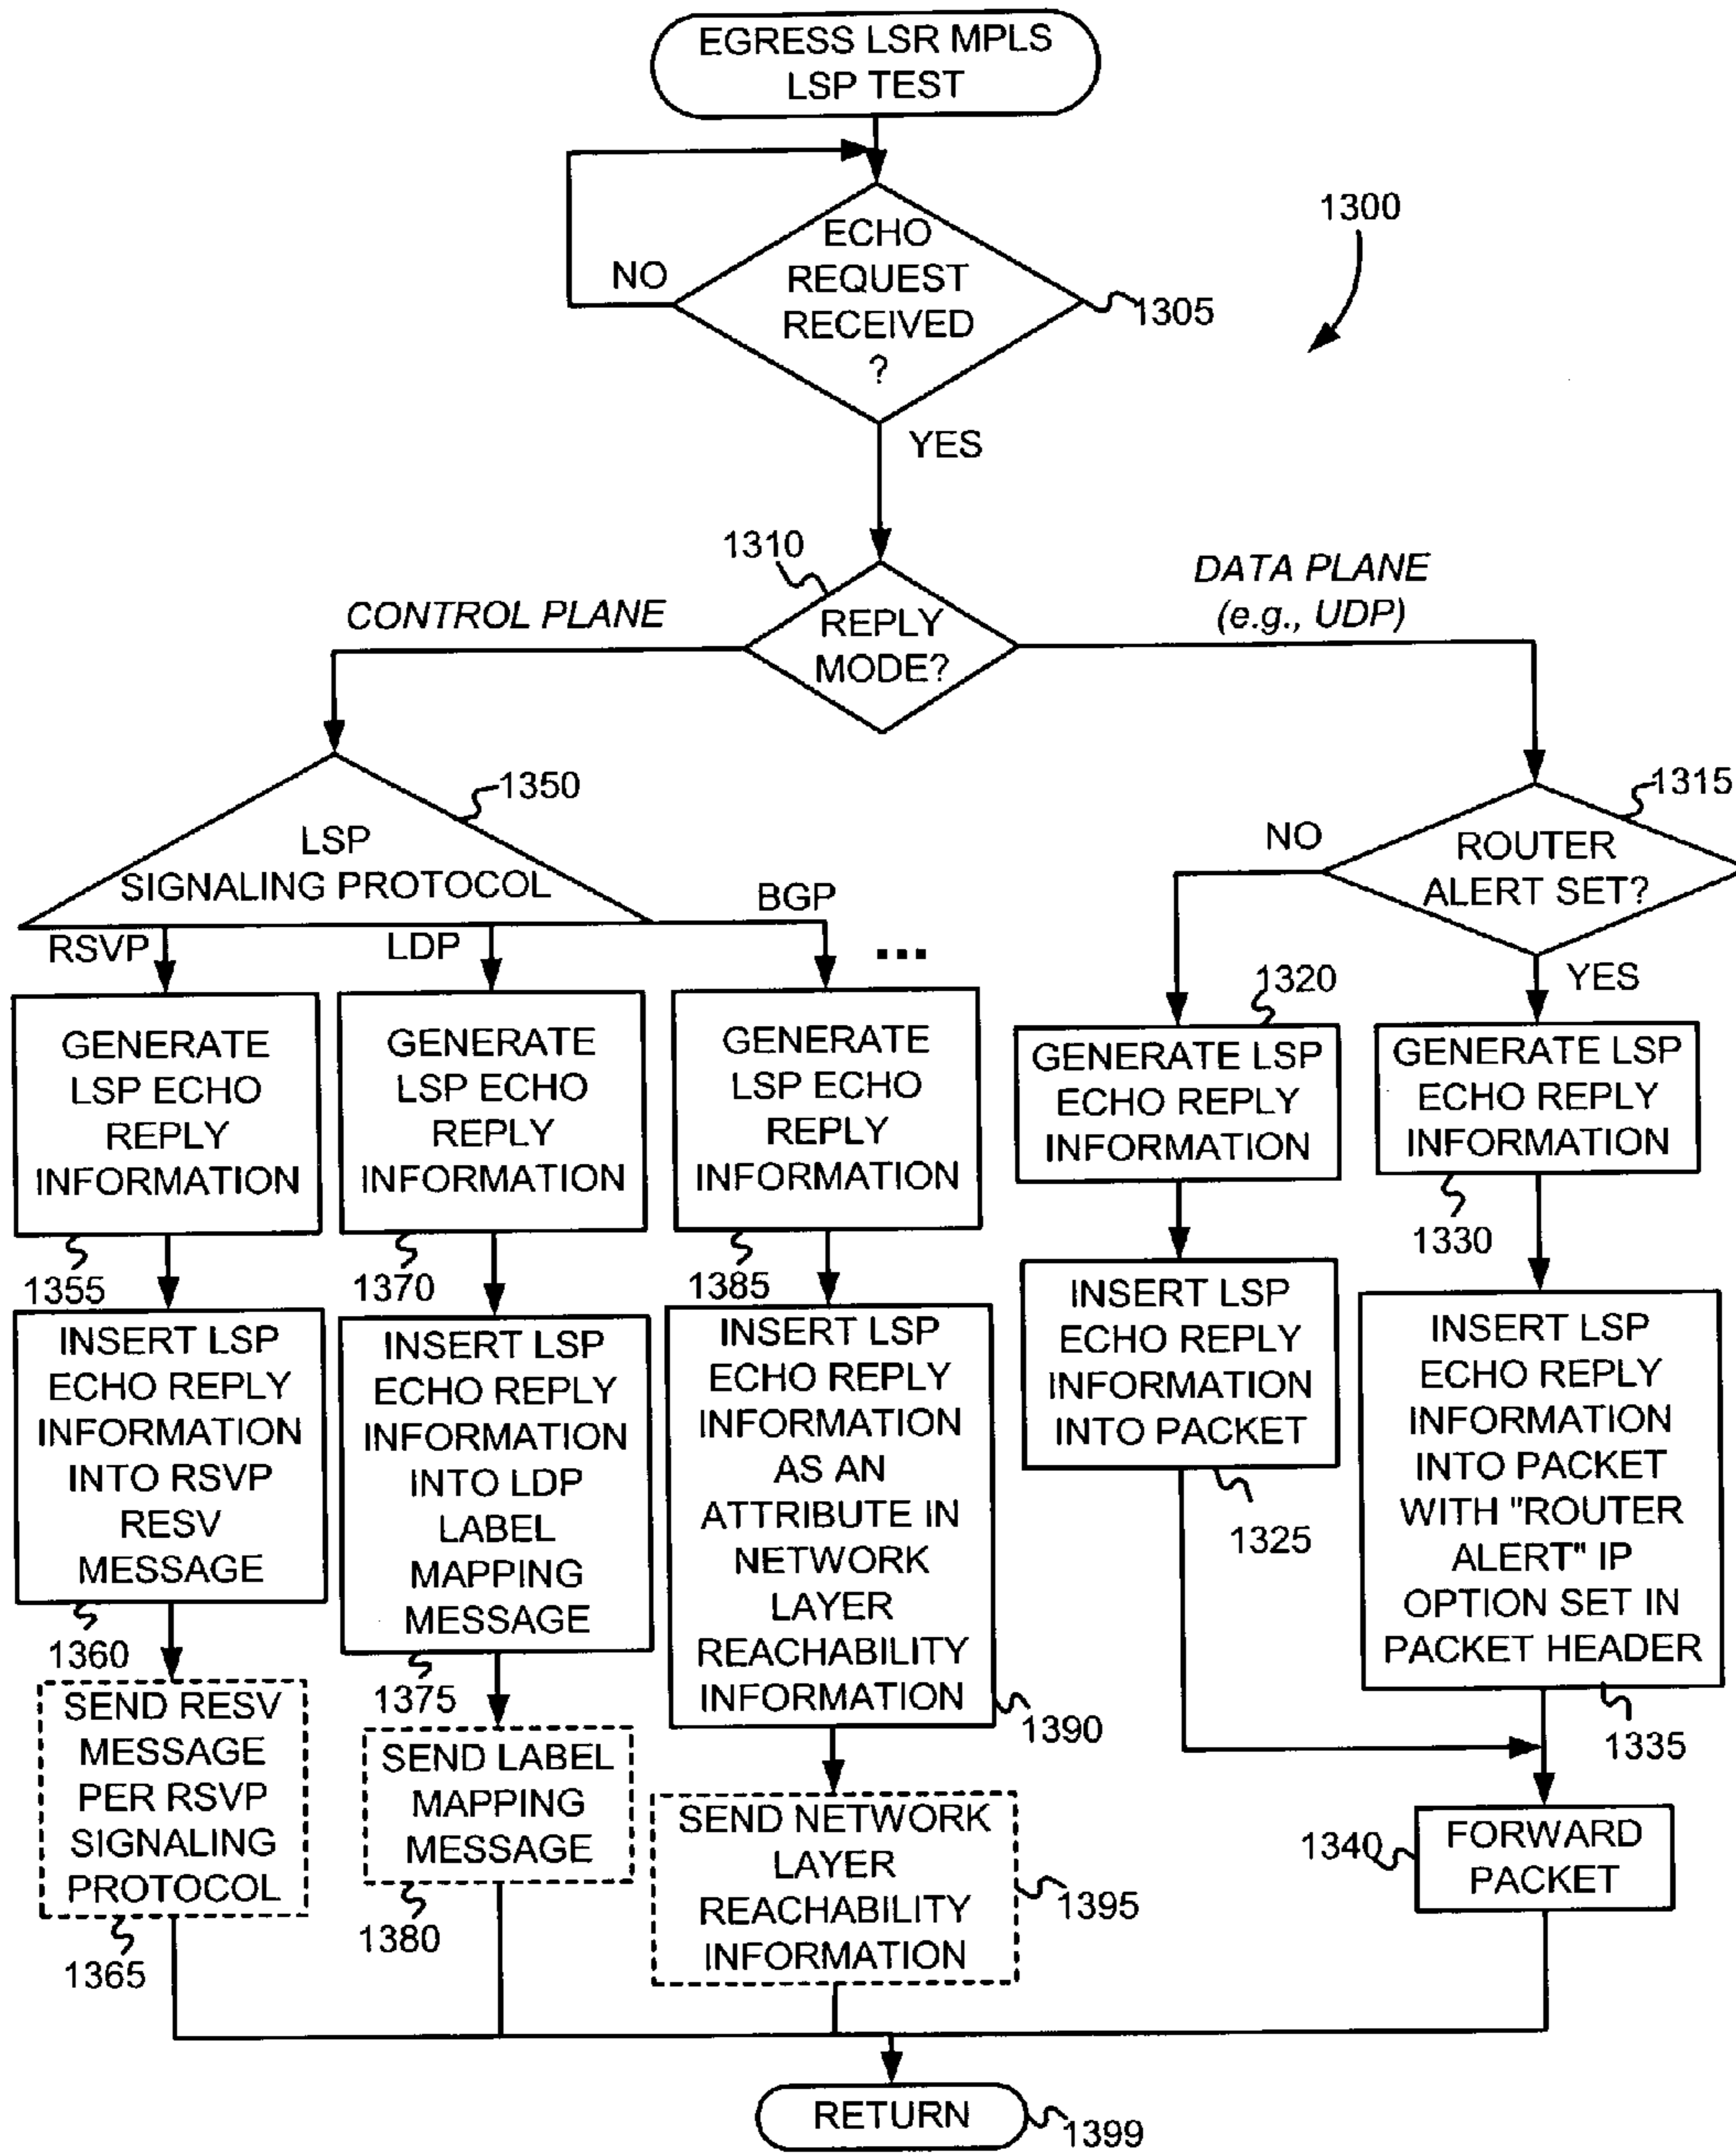 EGRESS LSR MPLS
LSP TEST
1300
ECHO
REQUEST
RECEIVED
?
NO
1305
YES
1310
REPLY
MODE?
CONTROL PLANE
DATA PLANE
(e.g., UDP)
1350
LSP
SIGNALING PROTOCOL
RSVP
LDP
BGP
...
1315
ROUTER
ALERT SET?
NO
YES
GENERATE
LSP ECHO
REPLY
INFORMATION
1355
INSERT LSP
ECHO REPLY
INFORMATION
INTO RSVP
RESV
MESSAGE
1360
SEND RESV
MESSAGE
PER RSVP
SIGNALING
PROTOCOL
1365
GENERATE
LSP ECHO
REPLY
INFORMATION
1370
INSERT LSP
ECHO REPLY
INFORMATION
INTO LDP
LABEL
MAPPING
MESSAGE
1375
SEND LABEL
MAPPING
MESSAGE
1380
GENERATE
LSP ECHO
REPLY
INFORMATION
1385
INSERT LSP
ECHO REPLY
INFORMATION
AS AN
ATTRIBUTE IN
NETWORK
LAYER
REACHABILITY
INFORMATION
1390
SEND NETWORK
LAYER
REACHABILITY
INFORMATION
1395
1320
GENERATE LSP
ECHO REPLY
INFORMATION
INSERT LSP
ECHO REPLY
INFORMATION
INTO PACKET
1325
GENERATE LSP
ECHO REPLY
INFORMATION
1330
INSERT LSP
ECHO REPLY
INFORMATION
INTO PACKET
WITH "ROUTER
ALERT" IP
OPTION SET IN
PACKET HEADER
1335
1340
FORWARD
PACKET
RETURN
1399